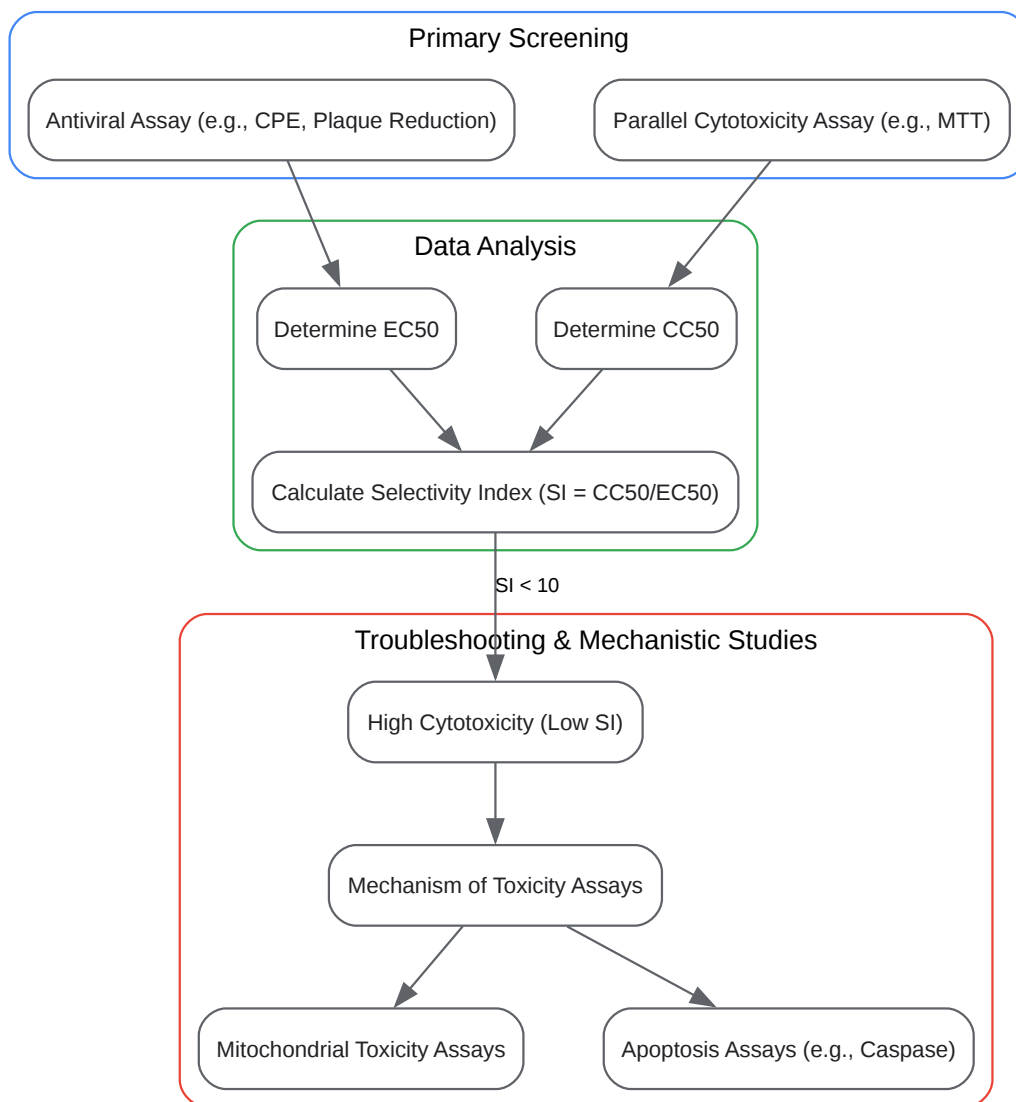 Primary Screening
Antiviral Assay (e.g., CPE, Plaque Reduction)
Parallel Cytotoxicity Assay (e.g., MTT)
Data Analysis
Determine EC50
Determine CC50
Calculate Selectivity Index (SI = CC50/EC50)
SI < 10
Troubleshooting & Mechanistic Studies
High Cytotoxicity (Low SI)
Mechanism of Toxicity Assays
Mitochondrial Toxicity Assays
Apoptosis Assays (e.g., Caspase)